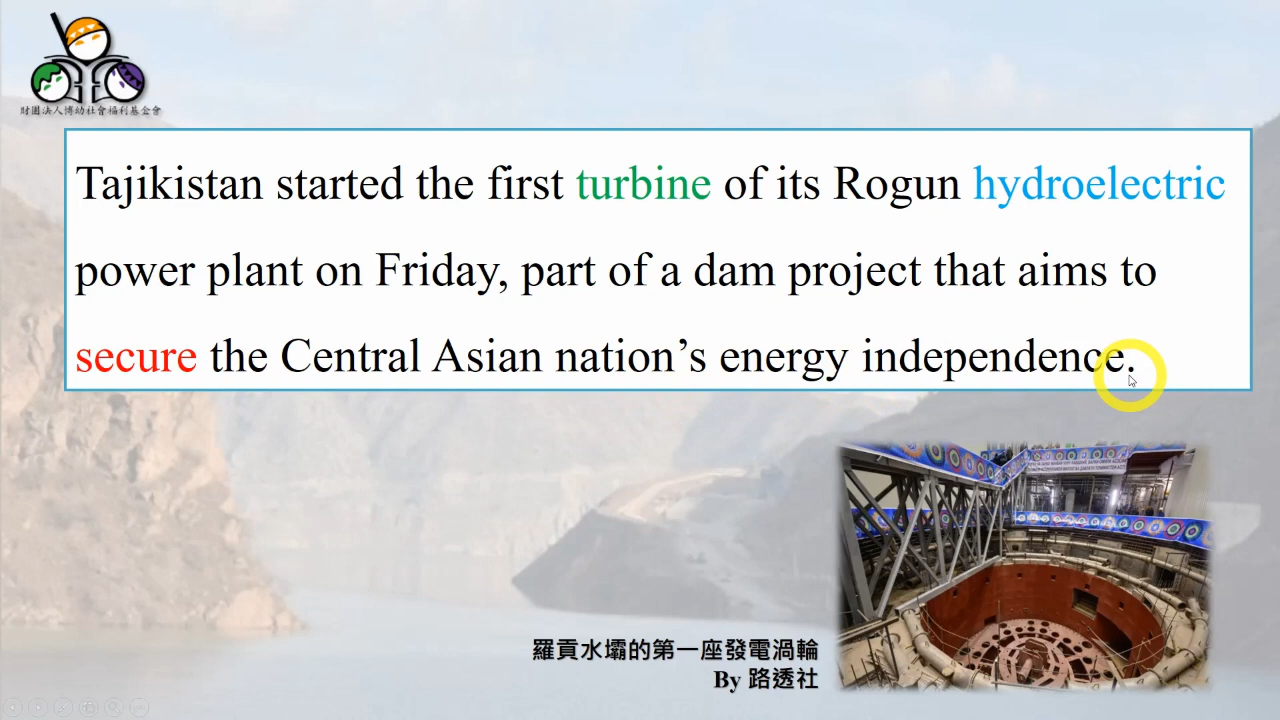 財團法人博幼社會福利基金會
Tajikistan started the first turbine of its Rogun hydroelectric
power plant on Friday, part of a dam project that aims to
secure the Central Asian nation’s energy independence.
羅貢水壩的第一座發電渦輪
By 路透社